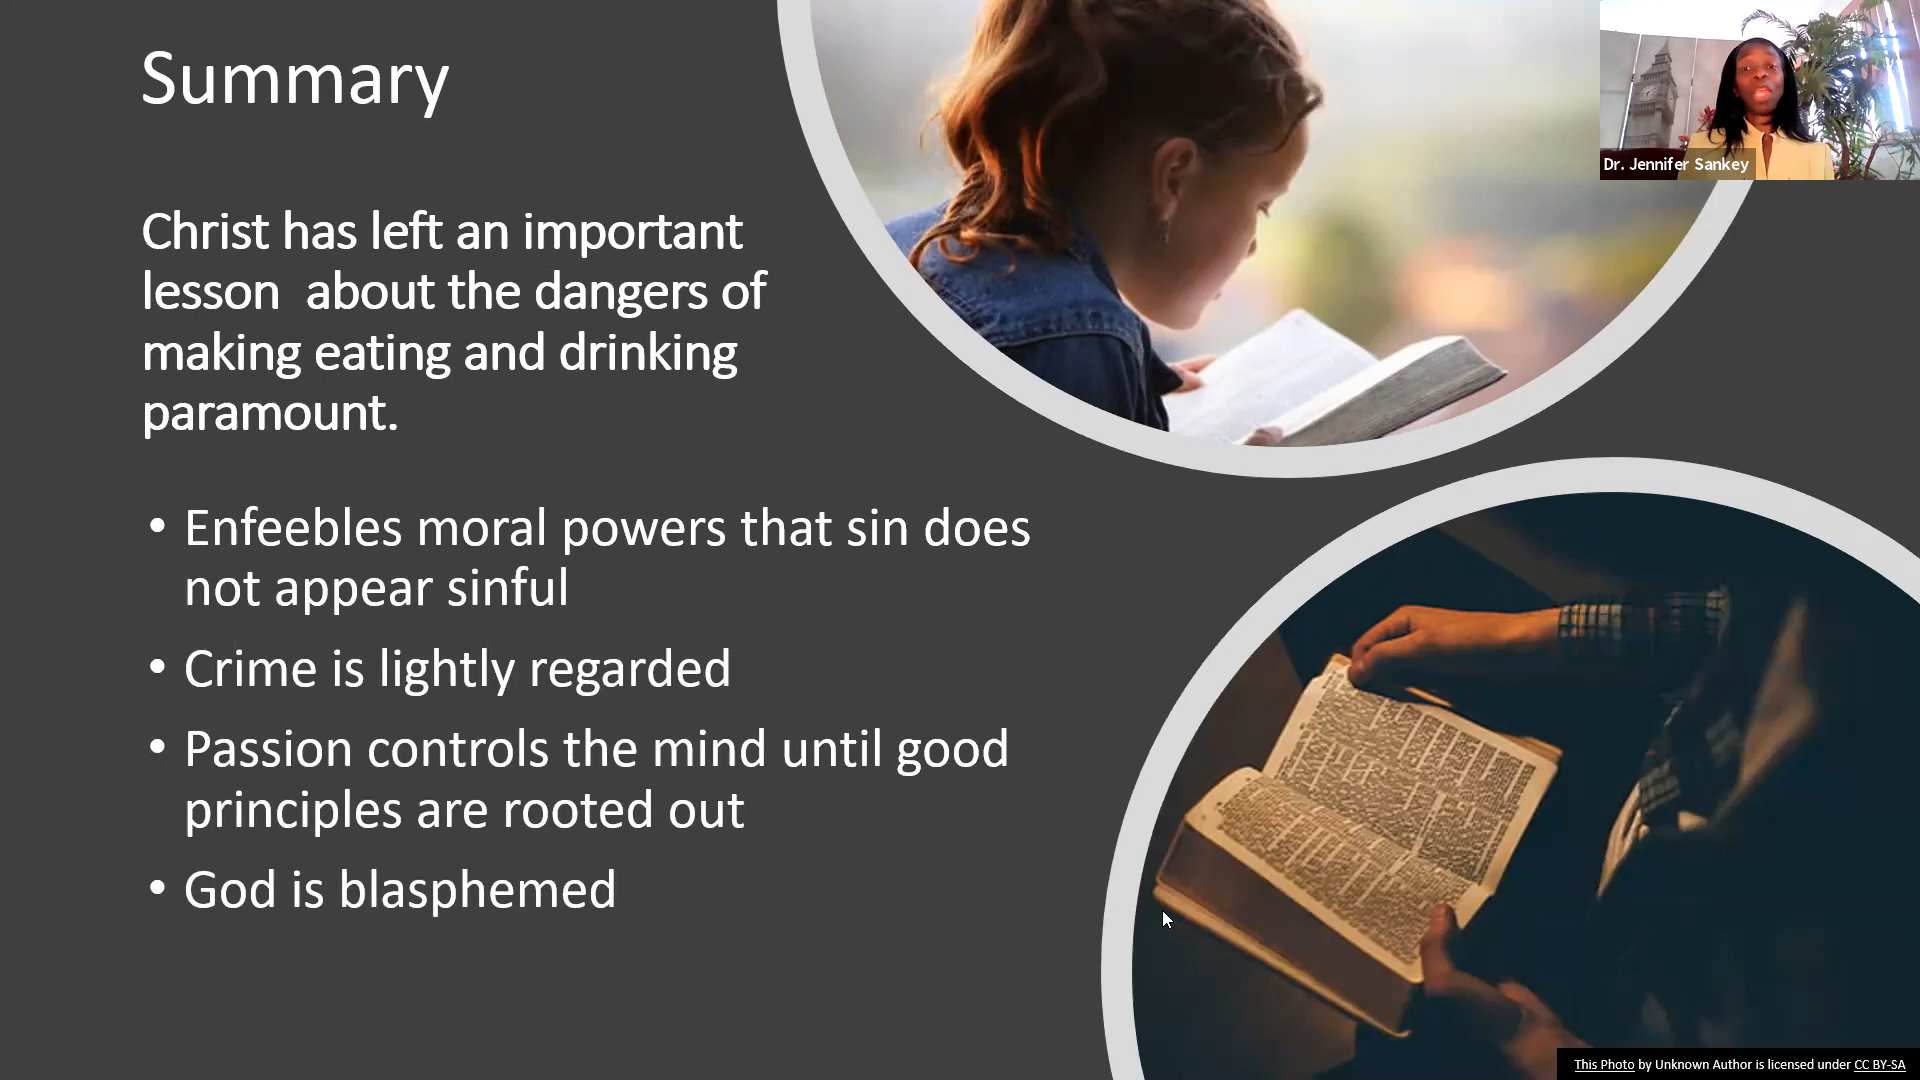 Summary
Christ has left an important
lesson  about the dangers of
making eating and drinking
paramount.
• Enfeebles moral powers that sin does
not appear sinful
• Crime is lightly regarded
• Passion controls the mind until good
principles are rooted out
• God is blasphemed
Dr. Jennifer Sankey
This Photo by Unknown Author is licensed under CC BY-SA